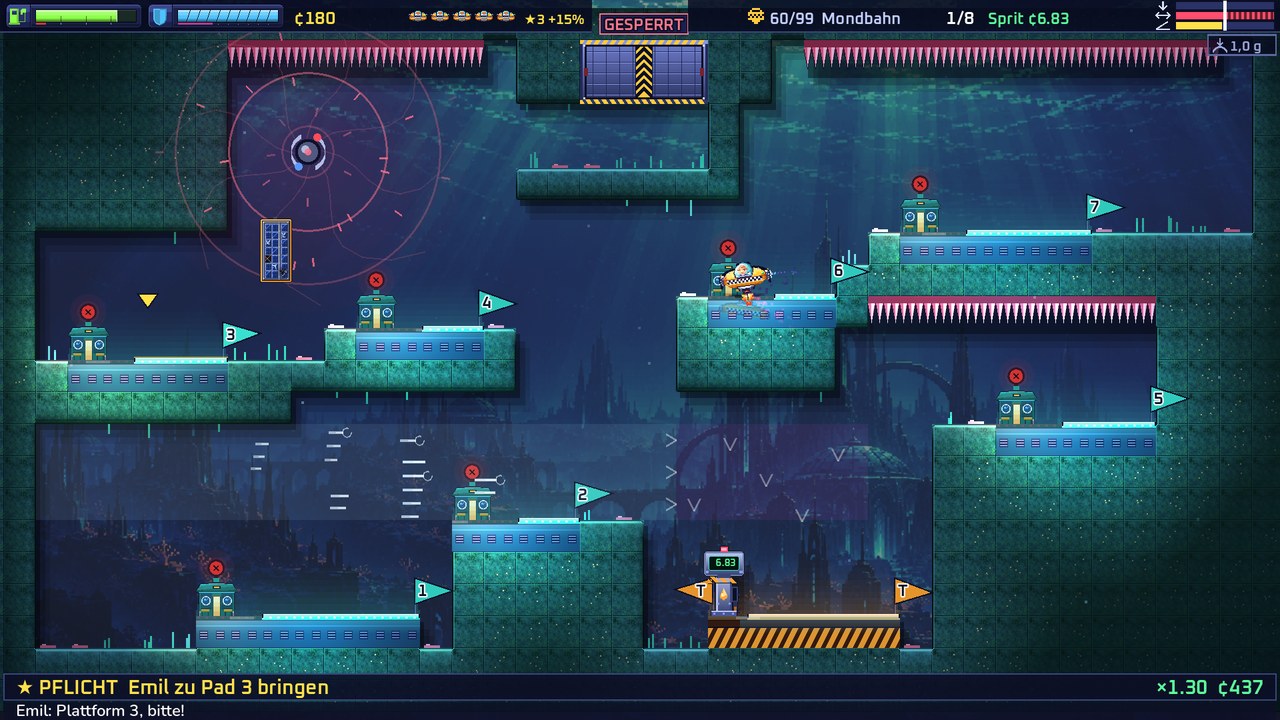 ¢180
★3 +15%
GESPERRT
60/99 Mondbahn
1/8 Sprit ¢6.83
1,0 g
7
6
4
3
5
2
6.83
1
T
T
★ PFLICHT Emil zu Pad 3 bringen
×1.30 ¢437
Emil: Plattform 3, bitte!